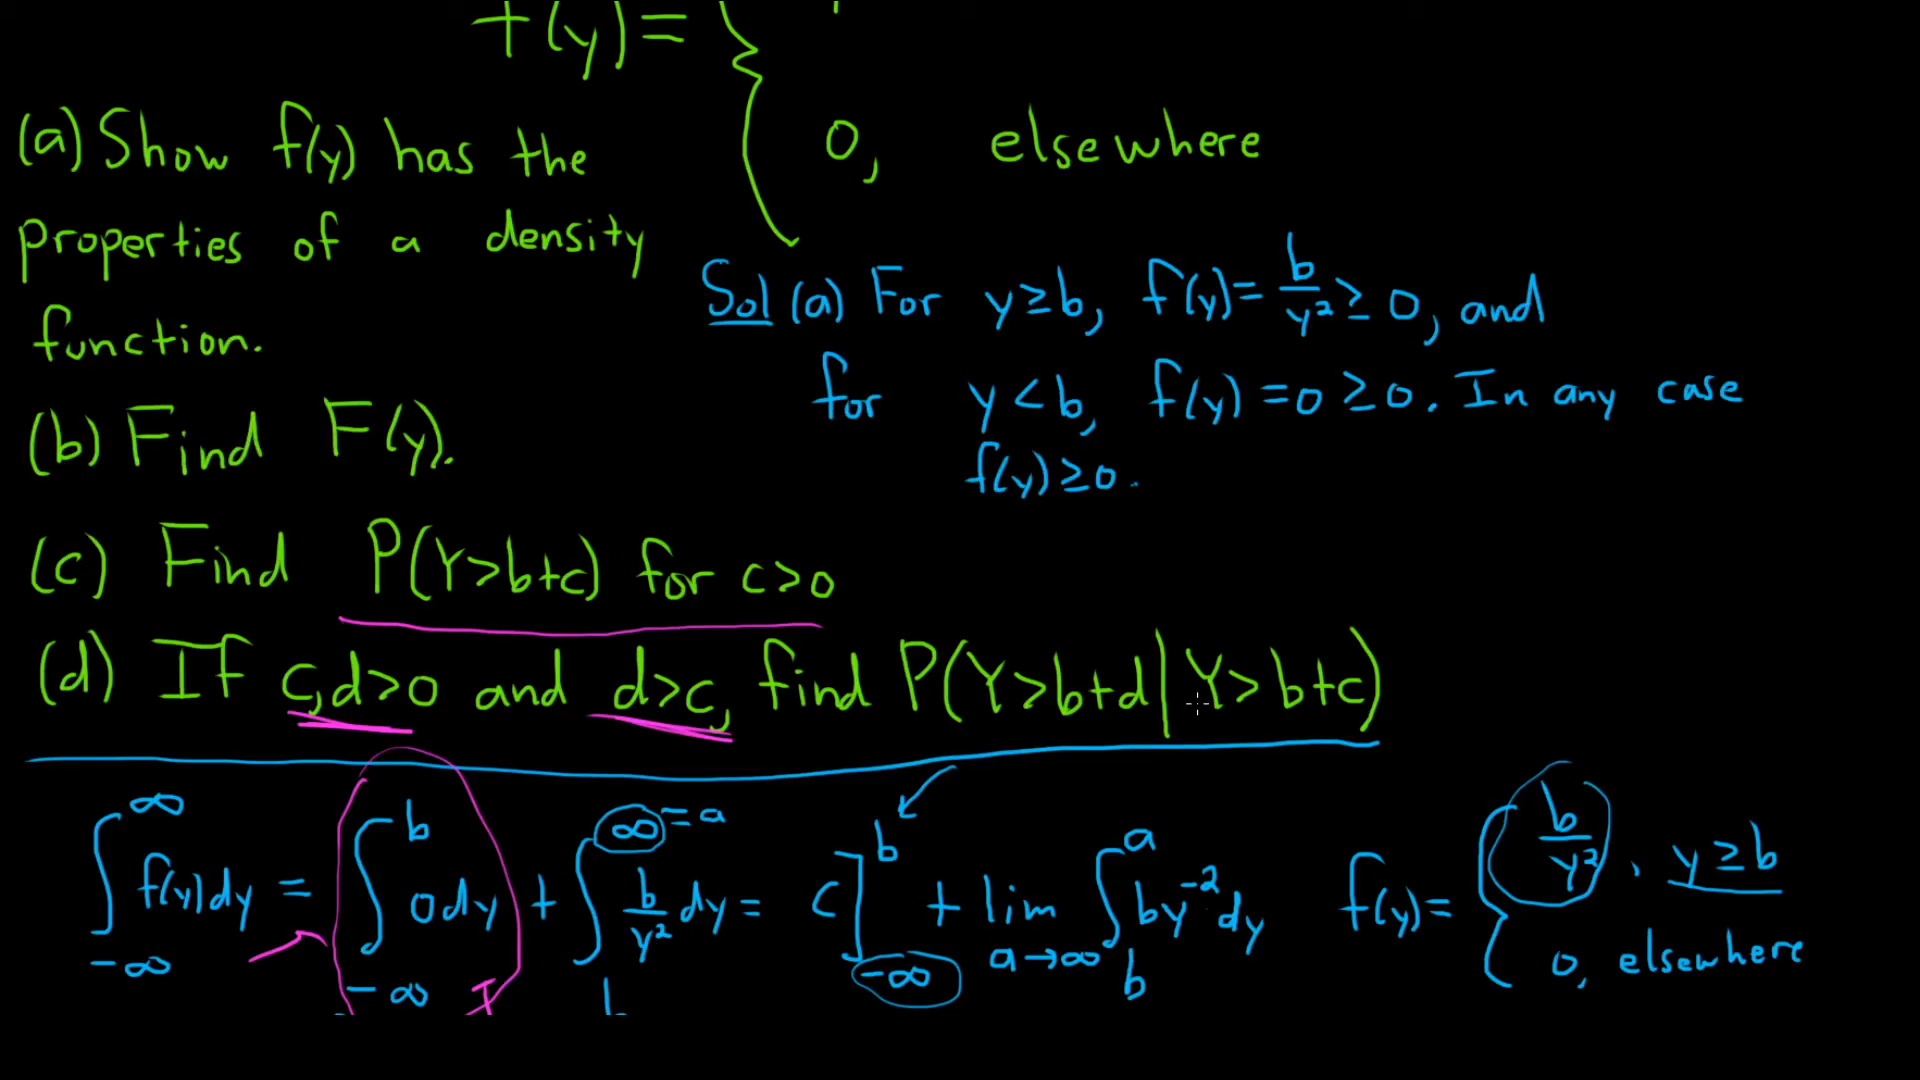 f(y) = {
0, elsewhere
(a) Show f(y) has the
properties of a density
function.
(b) Find F(y).
(c) Find P(Y>b+c) for c>0
(d) If c,d>0 and d>c, find P(Y>b+d|Y>b+c)
Sol (a) For y≥b, f(y)= b/y² ≥ 0, and
for y<b, f(y) =0≥0. In any case
f(y)≥0.
∫_{-∞}^{∞} f(y)dy = ∫_{-∞}^{b} 0dy + ∫_{b}^{∞=a} b/y² dy = c]_{-∞}^{b} + lim_{a→∞} ∫_{b}^{a} by^{-2}dy
f(y)= { b/y², y≥b
0, elsewhere